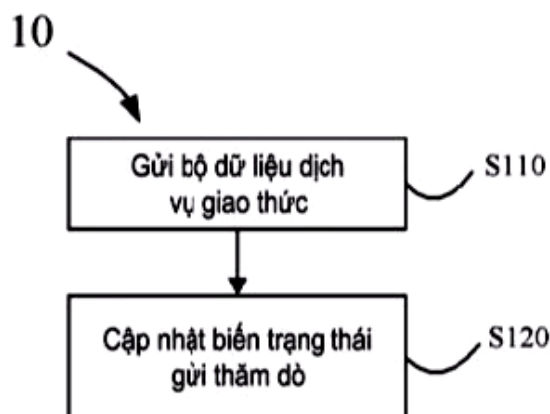 10
Gửi bộ dữ liệu dịch
vụ giao thức
S110
Cập nhật biến trạng thái
gửi thăm dò
S120